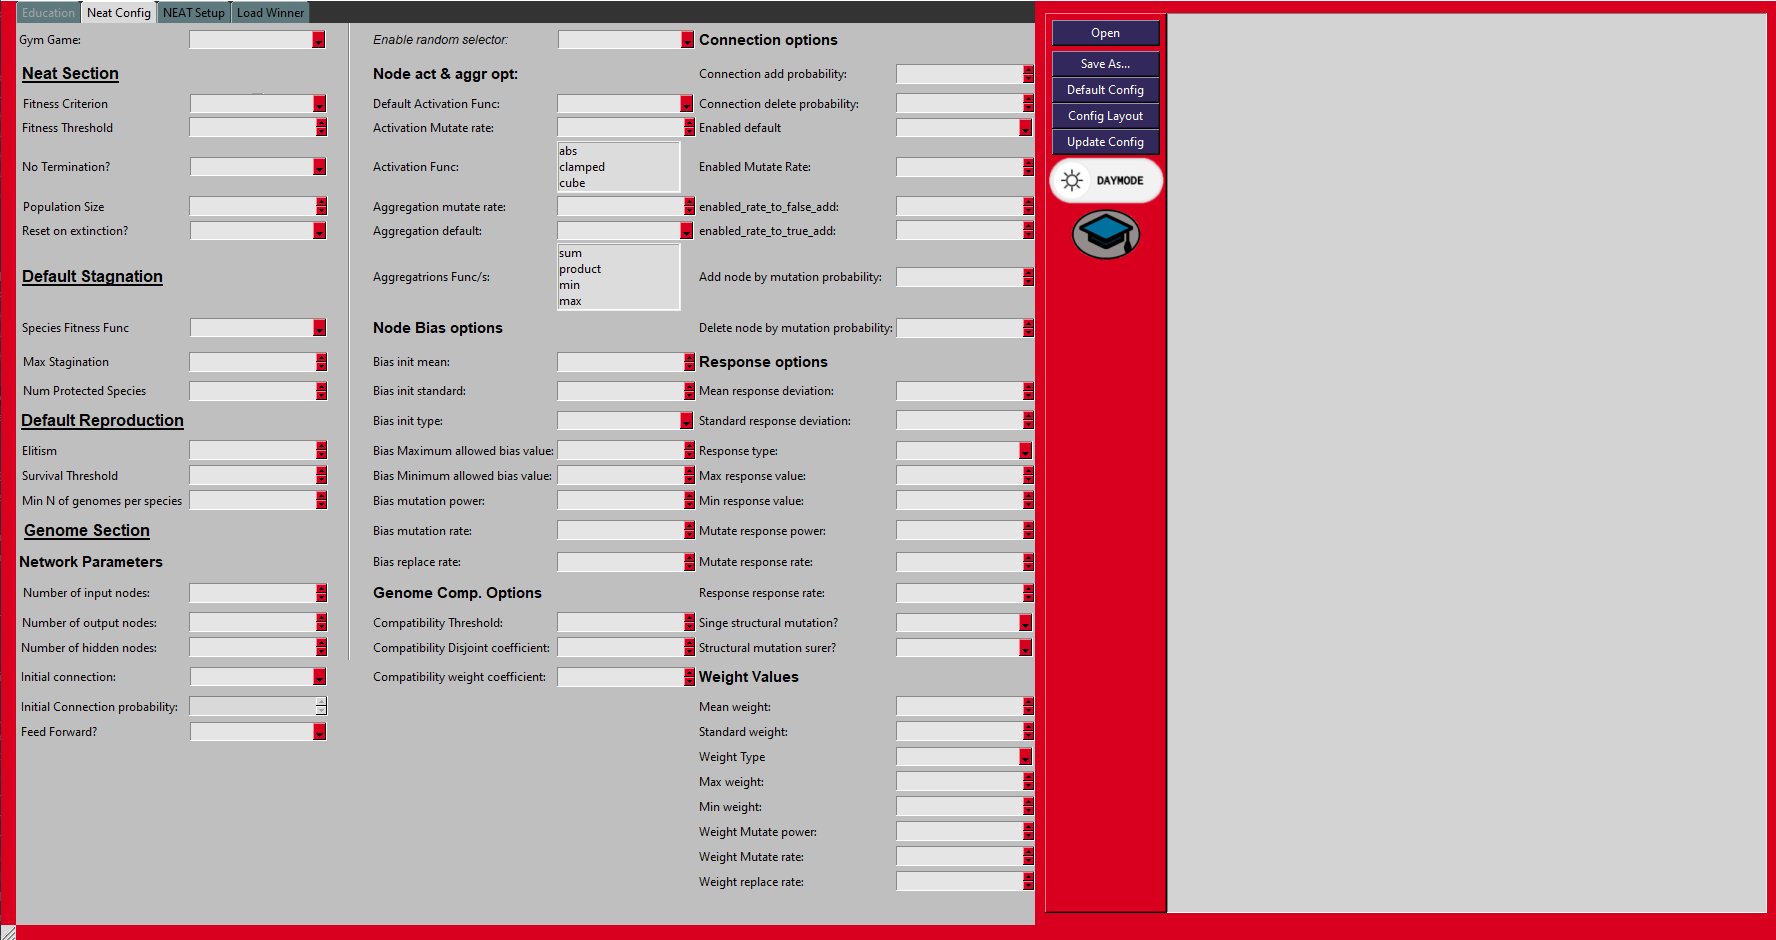 Education
Neat Config
NEAT Setup
Load Winner
Gym Game:
Neat Section
Fitness Criterion
Fitness Threshold
No Termination?
Population Size
Reset on extinction?
Default Stagnation
Species Fitness Func
Max Stagination
Num Protected Species
Default Reproduction
Elitism
Survival Threshold
Min N of genomes per species
Genome Section
Network Parameters
Number of input nodes:
Number of output nodes:
Number of hidden nodes:
Initial connection:
Initial Connection probability:
Feed Forward?
Enable random selector:
Node act & aggr opt:
Default Activation Func:
Activation Mutate rate:
Activation Func:
abs
clamped
cube
Aggregation mutate rate:
Aggregation default:
Aggregatrions Func/s:
sum
product
min
max
Node Bias options
Bias init mean:
Bias init standard:
Bias init type:
Bias Maximum allowed bias value:
Bias Minimum allowed bias value:
Bias mutation power:
Bias mutation rate:
Bias replace rate:
Genome Comp. Options
Compatibility Threshold:
Compatibility Disjoint coefficient:
Compatibility weight coefficient:
Connection options
Connection add probability:
Connection delete probability:
Enabled default
Enabled Mutate Rate:
enabled_rate_to_false_add:
enabled_rate_to_true_add:
Add node by mutation probability:
Delete node by mutation probability:
Response options
Mean response deviation:
Standard response deviation:
Response type:
Max response value:
Min response value:
Mutate response power:
Mutate response rate:
Response response rate:
Singe structural mutation?
Structural mutation surer?
Weight Values
Mean weight:
Standard weight:
Weight Type
Max weight:
Min weight:
Weight Mutate power:
Weight Mutate rate:
Weight replace rate:
Open
Save As...
Default Config
Config Layout
Update Config
DAYMODE